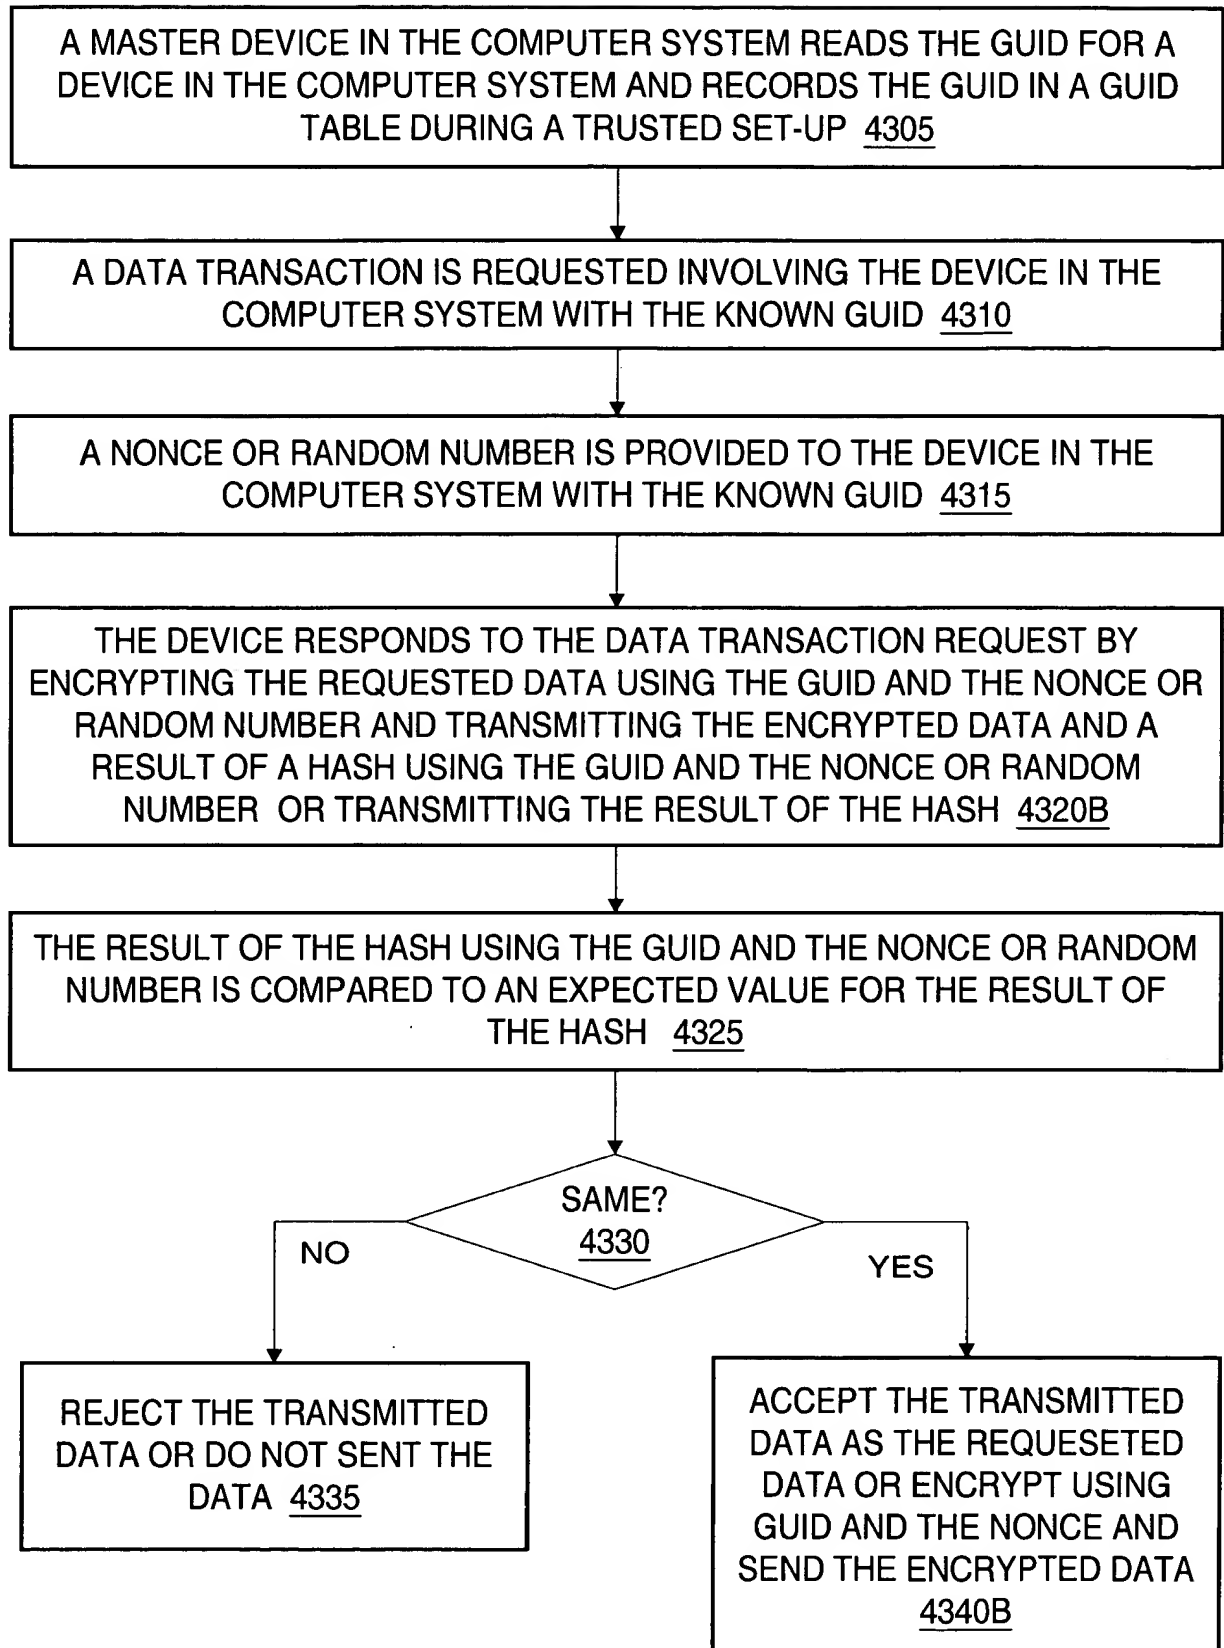 A MASTER DEVICE IN THE COMPUTER SYSTEM READS THE GUID FOR A
DEVICE IN THE COMPUTER SYSTEM AND RECORDS THE GUID IN A GUID
TABLE DURING A TRUSTED SET-UP 4305
A DATA TRANSACTION IS REQUESTED INVOLVING THE DEVICE IN THE
COMPUTER SYSTEM WITH THE KNOWN GUID 4310
A NONCE OR RANDOM NUMBER IS PROVIDED TO THE DEVICE IN THE
COMPUTER SYSTEM WITH THE KNOWN GUID 4315
THE DEVICE RESPONDS TO THE DATA TRANSACTION REQUEST BY
ENCRYPTING THE REQUESTED DATA USING THE GUID AND THE NONCE OR
RANDOM NUMBER AND TRANSMITTING THE ENCRYPTED DATA AND A
RESULT OF A HASH USING THE GUID AND THE NONCE OR RANDOM
NUMBER OR TRANSMITTING THE RESULT OF THE HASH 4320B
THE RESULT OF THE HASH USING THE GUID AND THE NONCE OR RANDOM
NUMBER IS COMPARED TO AN EXPECTED VALUE FOR THE RESULT OF
THE HASH 4325
SAME?
4330
NO
YES
REJECT THE TRANSMITTED
DATA OR DO NOT SENT THE
DATA 4335
ACCEPT THE TRANSMITTED
DATA AS THE REQUESETED
DATA OR ENCRYPT USING
GUID AND THE NONCE AND
SEND THE ENCRYPTED DATA
4340B